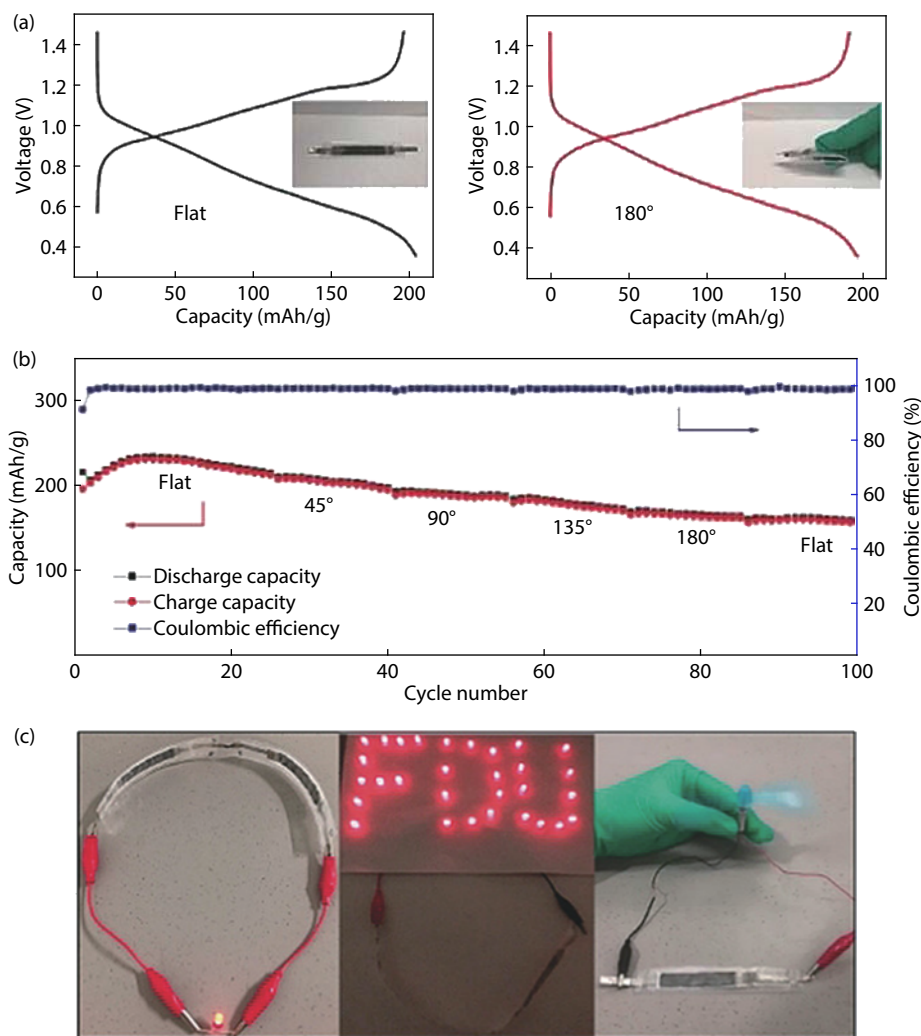 (a)
1.4
1.2
1.0
0.8
0.6
0.4
Voltage (V)
Flat
0 50 100 150 200
Capacity (mAh/g)
1.4
1.2
1.0
0.8
0.6
0.4
Voltage (V)
180°
0 50 100 150 200
Capacity (mAh/g)
(b)
300
200
100
Capacity (mAh/g)
100
80
60
40
20
Coulombic efficiency (%)
Flat
45°
90°
135°
180°
Flat
Discharge capacity
Charge capacity
Coulombic efficiency
0 20 40 60 80 100
Cycle number
(c)
FDU